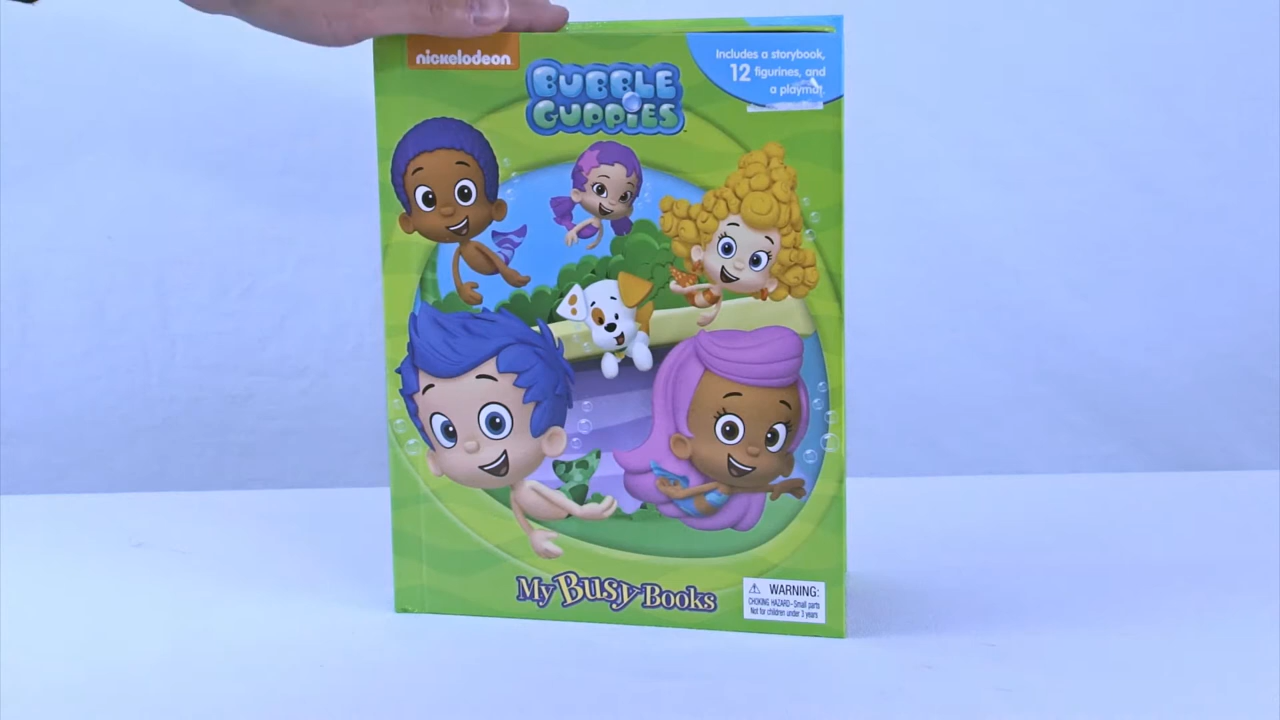 nickelodeon
BUBBLE
GUPPIES
Includes a storybook,
12 figurines, and
a playmat.
My Busy Books
WARNING:
CHOKING HAZARD–Small parts
Not for children under 3 years